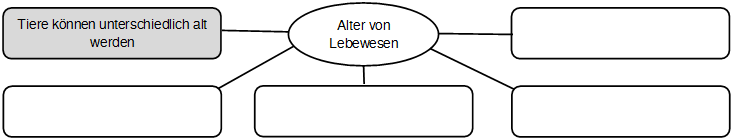 Tiere können unterschiedlich alt
werden
Alter von
Lebewesen